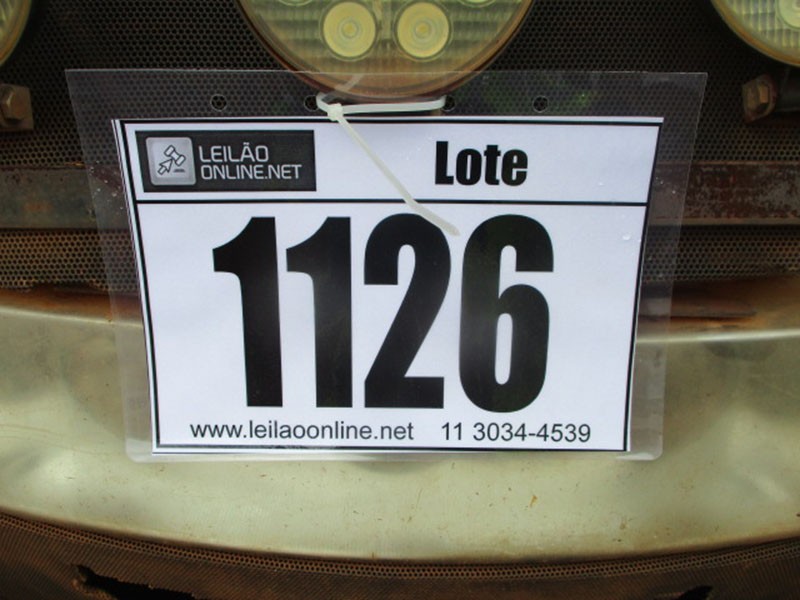 LEILÃO
ONLINE.NET
Lote
1126
www.leilaoonline.net 11 3034-4539